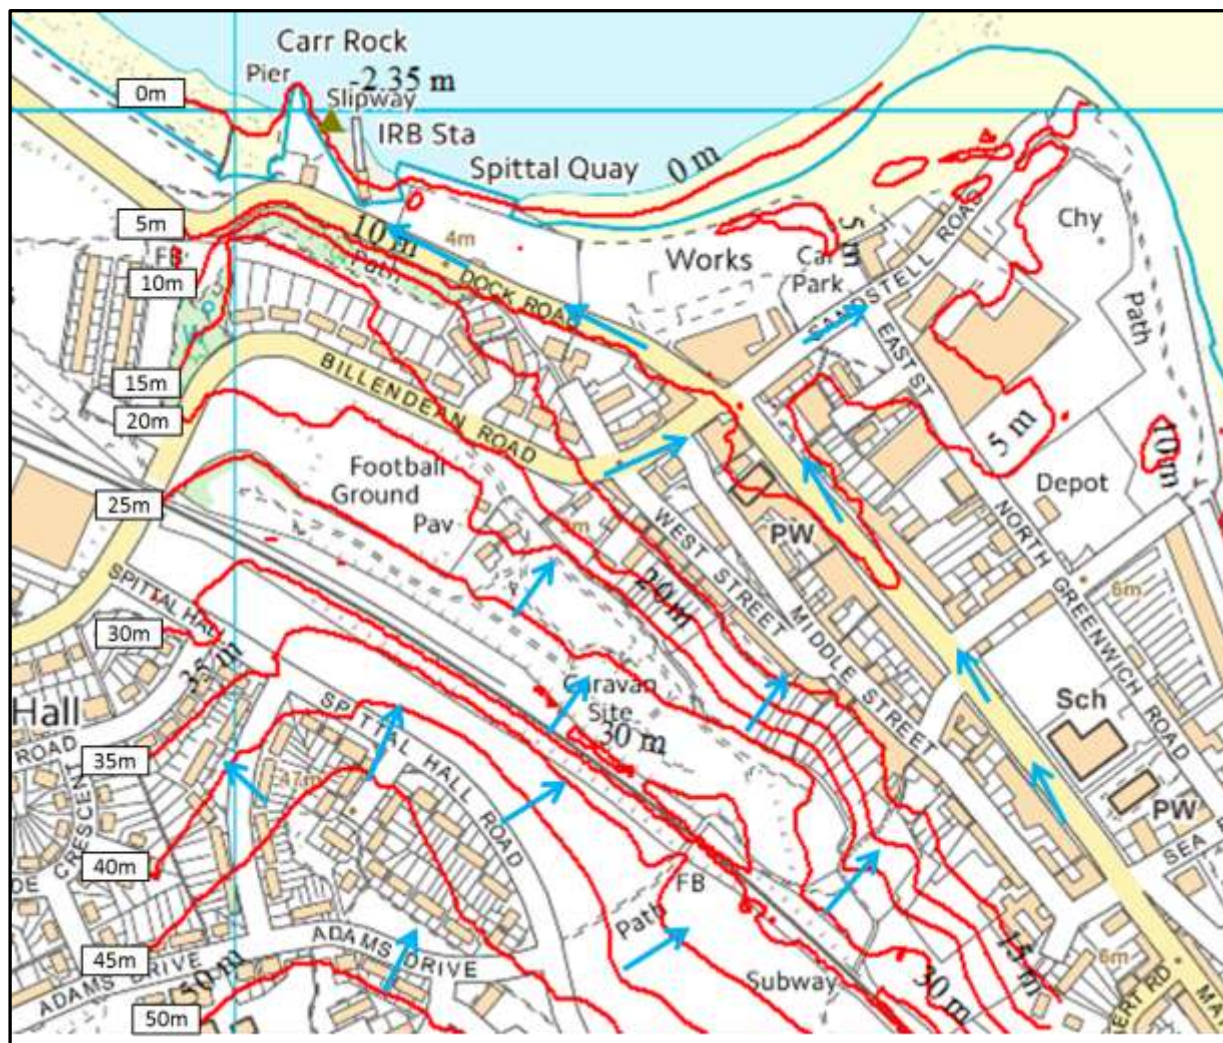 Carr Rock
Pier
-2.35 m
0m
Slipway
IRB Sta
Spittal Quay
0 m
5m
10 m
4m
5 m
Chy
FB
Path
Works
Car
Park
SANDSTELL ROAD
10m
DOCK ROAD
Path
EAST ST
15m
20m
BILLENDEAN ROAD
5 m
10 m
Football
Ground
Depot
25m
Pav
PW
WEST STREET
NORTH GREENWICH ROAD
20 m
MIDDLE STREET
6m
SPITTAL HALL
30m
35 m
Caravan
Site
30 m
Sch
Hall
ROAD
SPITTAL HALL ROAD
35m
47m
CRESCENT
PW
SEA
40m
DE
FB
Path
ADAMS DRIVE
15 m
45m
ADAMS DRIVE
50 m
Subway
30 m
6m
50m
BERT RD
MA